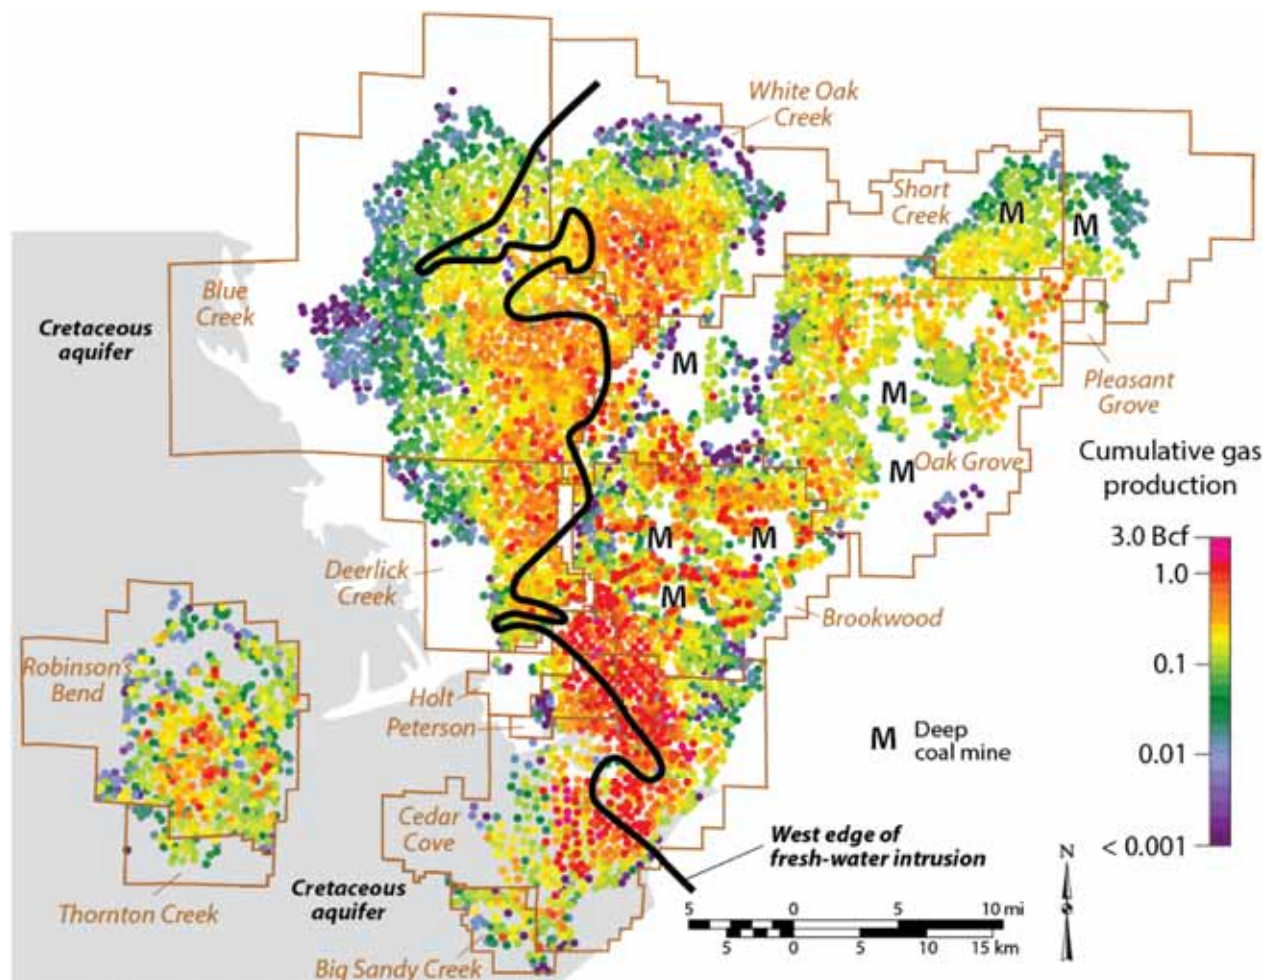 White Oak
Creek
Short
Creek
M
M
Blue
Creek
Cretaceous
aquifer
M
M
Pleasant
Grove
M
Oak Grove
Cumulative gas
production
3.0 Bcf
1.0
0.1
0.01
< 0.001
M
M
Deerlick
Creek
M
Brookwood
Robinson's
Bend
Holt
Peterson
M Deep
coal mine
Cedar
Cove
West edge of
fresh-water intrusion
N
Cretaceous
aquifer
Thornton Creek
5 0 5 10 mi
5 0 5 10 15 km
Big Sandy Creek